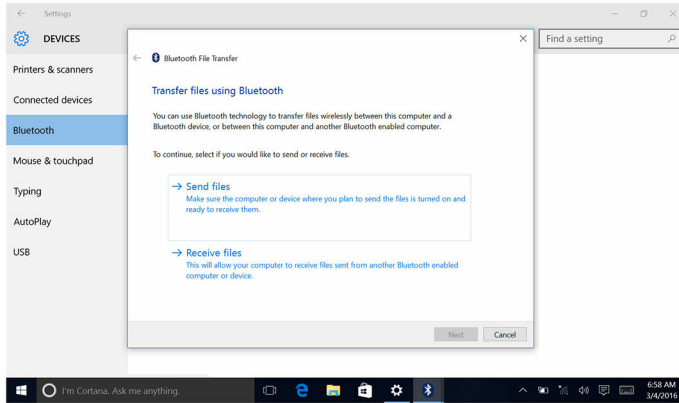 Settings
DEVICES
Find a setting
Printers & scanners
Connected devices
Bluetooth
Mouse & touchpad
Typing
AutoPlay
USB
Bluetooth File Transfer
Transfer files using Bluetooth
You can use Bluetooth technology to transfer files wirelessly between this computer and a
Bluetooth device, or between this computer and another Bluetooth enabled computer.
To continue, select if you would like to send or receive files.
Send files
Make sure the computer or device where you plan to send the files is turned on and
ready to receive them.
Receive files
This will allow your computer to receive files sent from another Bluetooth enabled
computer or device.
Next
Cancel
I'm Cortana. Ask me anything.
6:58 AM
3/4/2016